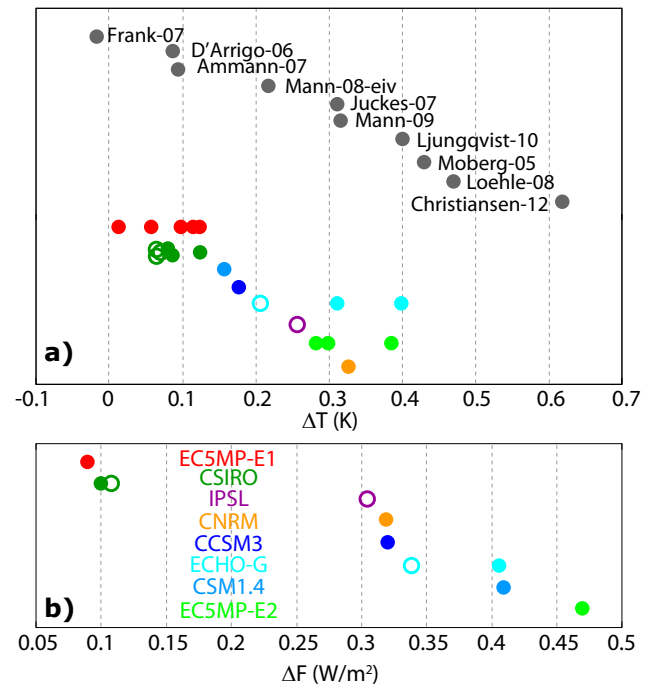 Frank-07
D'Arrigo-06
Ammann-07
Mann-08-eiv
Juckes-07
Mann-09
Ljungqvist-10
Moberg-05
Loehle-08
Christiansen-12
a)
-0.1 0 0.1 0.2 0.3 0.4 0.5 0.6 0.7
ΔT (K)
EC5MP-E1
CSIRO
IPSL
CNRM
CCSM3
ECHO-G
CSM1.4
EC5MP-E2
b)
0.05 0.1 0.15 0.2 0.25 0.3 0.35 0.4 0.45 0.5
ΔF (W/m²)